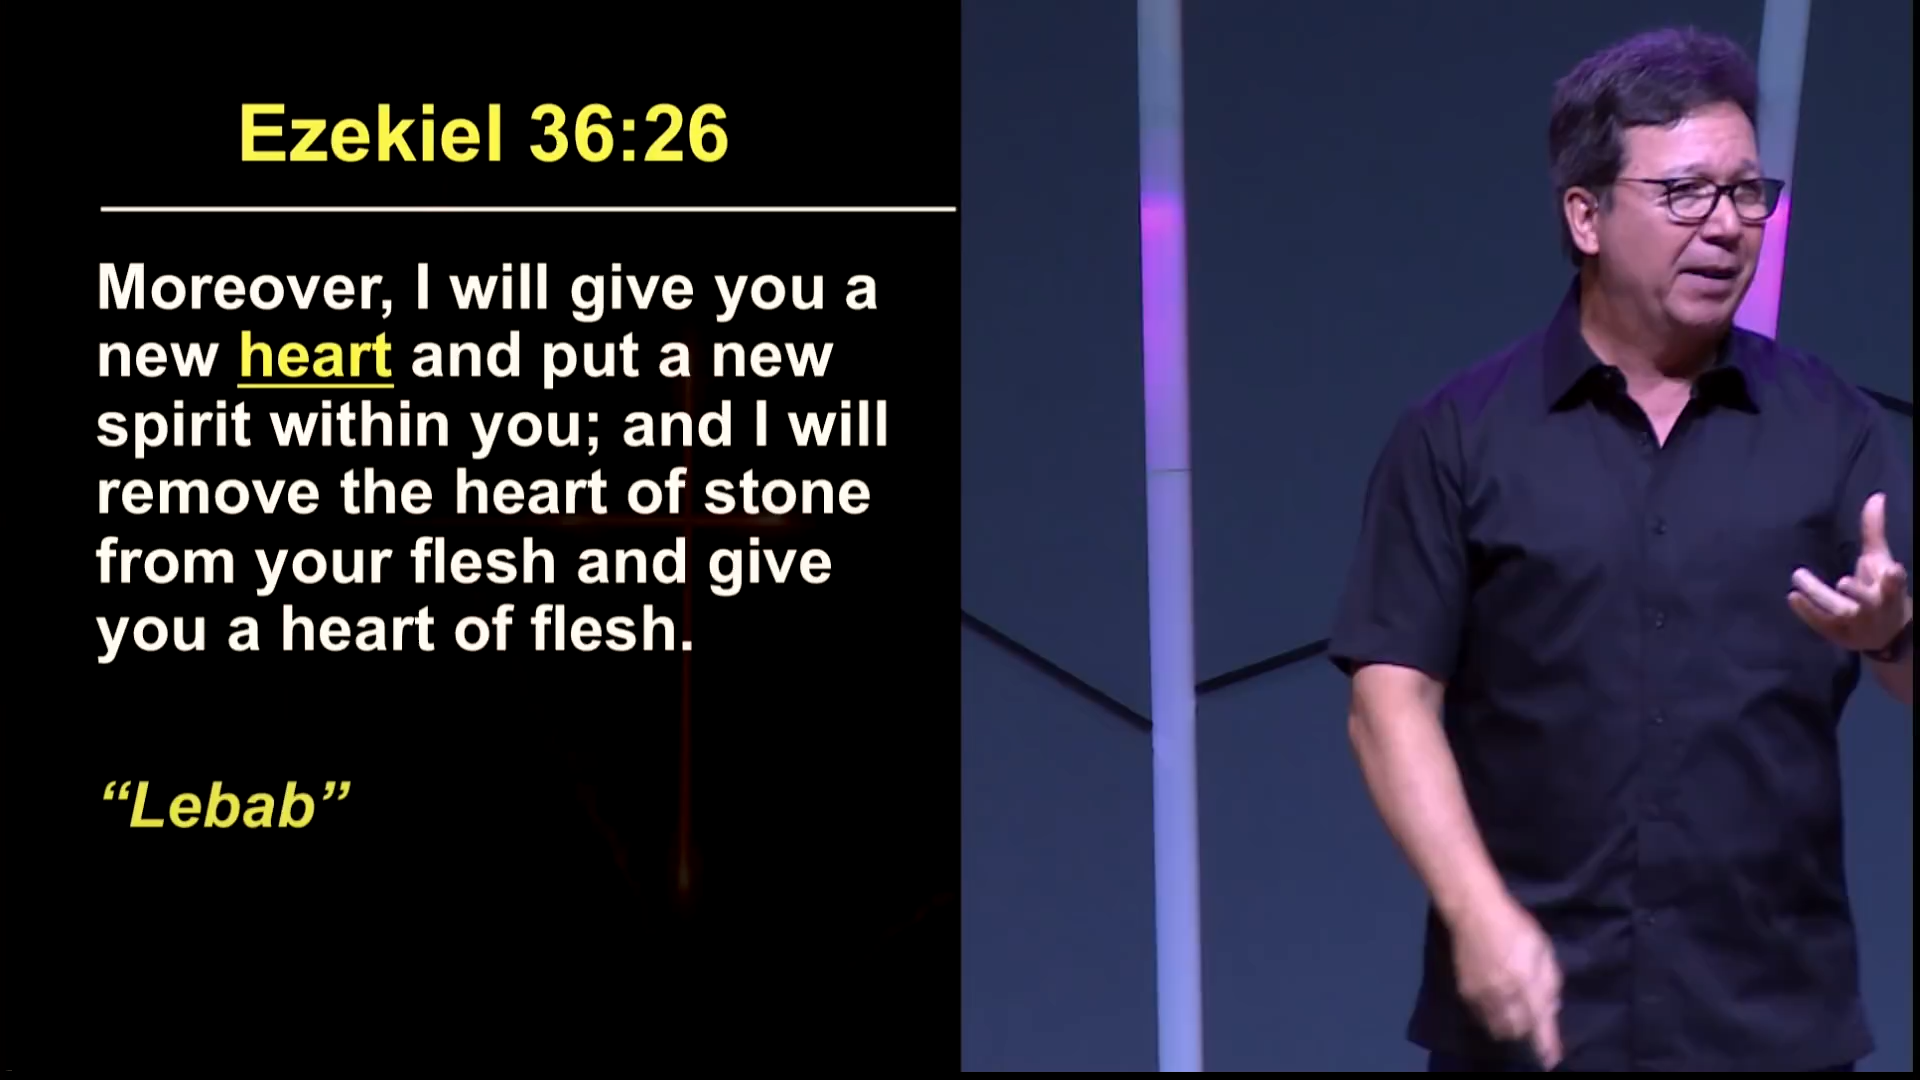 Ezekiel 36:26
Moreover, I will give you a
new heart and put a new
spirit within you; and I will
remove the heart of stone
from your flesh and give
you a heart of flesh.
“Lebab”